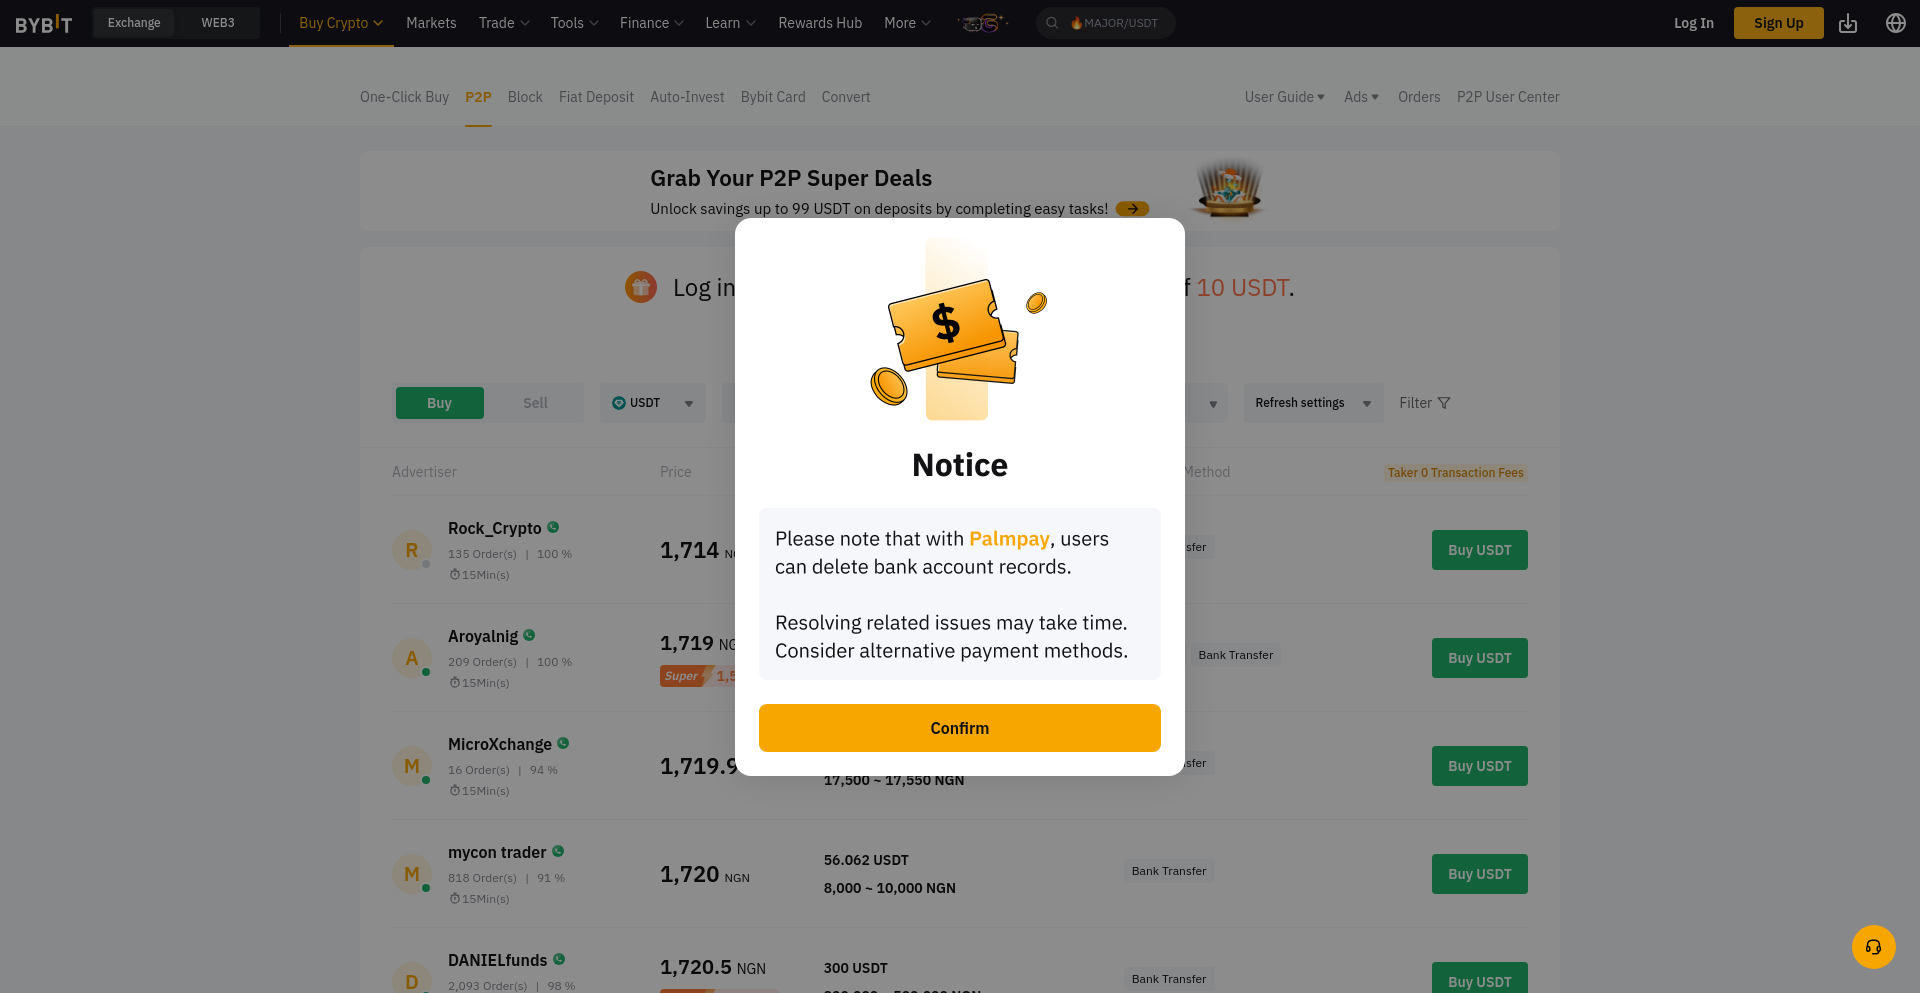 BYBIT
Exchange
WEB3
Buy Crypto
Markets
Trade
Tools
Finance
Learn
Rewards Hub
More
MAJOR/USDT
Log In
Sign Up
One-Click Buy
P2P
Block
Fiat Deposit
Auto-Invest
Bybit Card
Convert
User Guide
Ads
Orders
P2P User Center
Grab Your P2P Super Deals
Unlock savings up to 99 USDT on deposits by completing easy tasks!
Log in
10 USDT.
$
Notice
Please note that with Palmpay, users
can delete bank account records.
Resolving related issues may take time.
Consider alternative payment methods.
Confirm
Buy
Sell
USDT
Refresh settings
Filter
Advertiser
Price
Method
Taker 0 Transaction Fees
R
Rock_Crypto
135 Order(s) | 100 %
15Min(s)
1,714
Buy USDT
A
Aroyalnig
209 Order(s) | 100 %
15Min(s)
1,719
Super
Bank Transfer
Buy USDT
M
MicroXchange
16 Order(s) | 94 %
15Min(s)
1,719.9
17,500 ~ 17,550 NGN
Buy USDT
M
mycon trader
818 Order(s) | 91 %
15Min(s)
1,720 NGN
56.062 USDT
8,000 ~ 10,000 NGN
Bank Transfer
Buy USDT
D
DANIELfunds
2,093 Order(s) | 98 %
1,720.5 NGN
300 USDT
Bank Transfer
Buy USDT